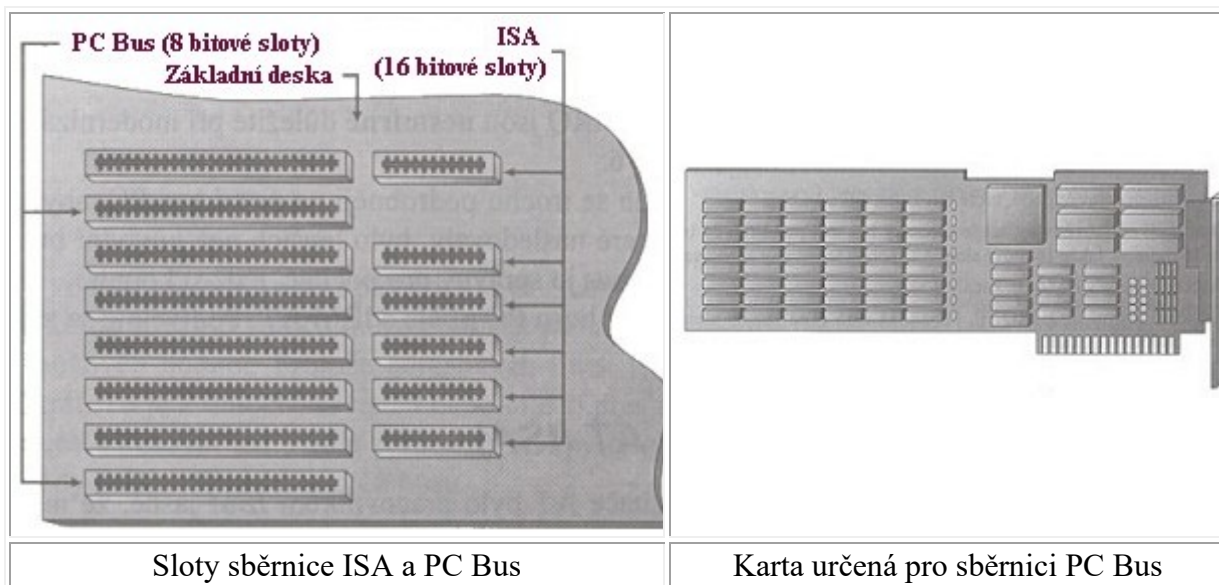 PC Bus (8 bitové sloty)
ISA
(16 bitové sloty)
Základní deska
Sloty sběrnice ISA a PC Bus
Karta určená pro sběrnici PC Bus